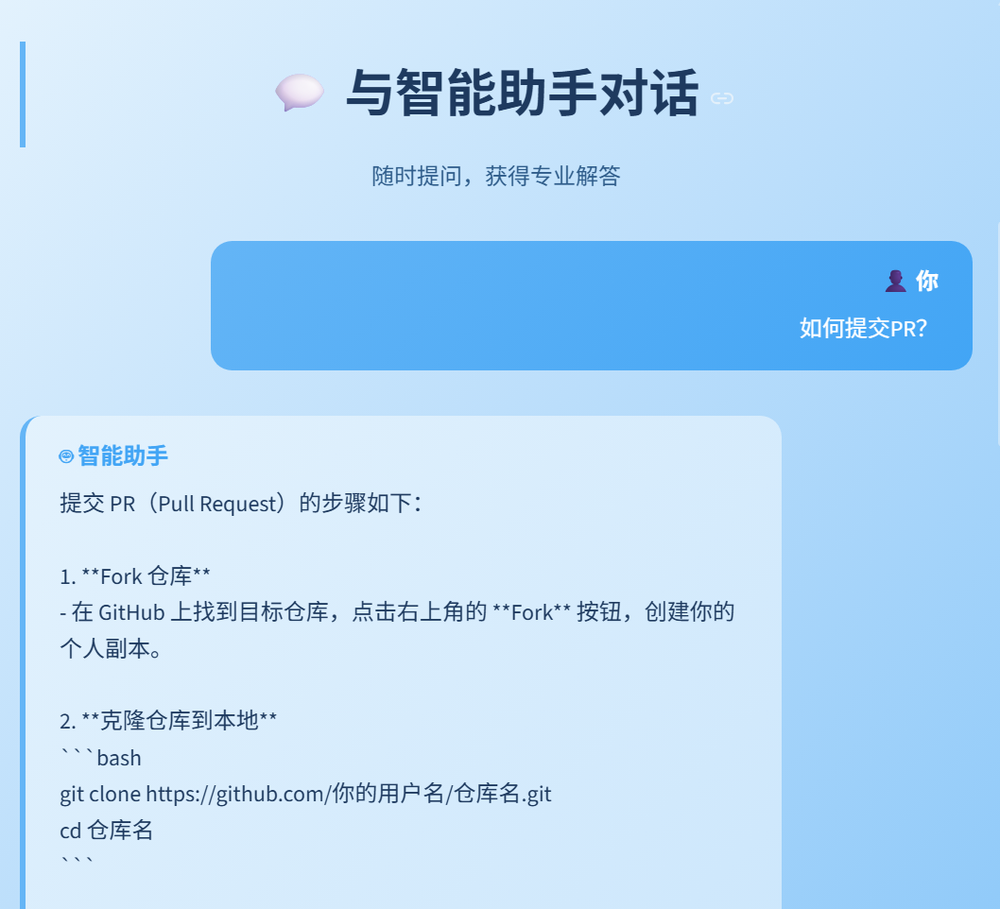 与智能助手对话
随时提问，获得专业解答
你
如何提交PR？
智能助手
提交 PR（Pull Request）的步骤如下：
1. **Fork 仓库**
- 在 GitHub 上找到目标仓库，点击右上角的 **Fork** 按钮，创建你的
个人副本。
2. **克隆仓库到本地**
```bash
git clone https://github.com/你的用户名/仓库名.git
cd 仓库名
```